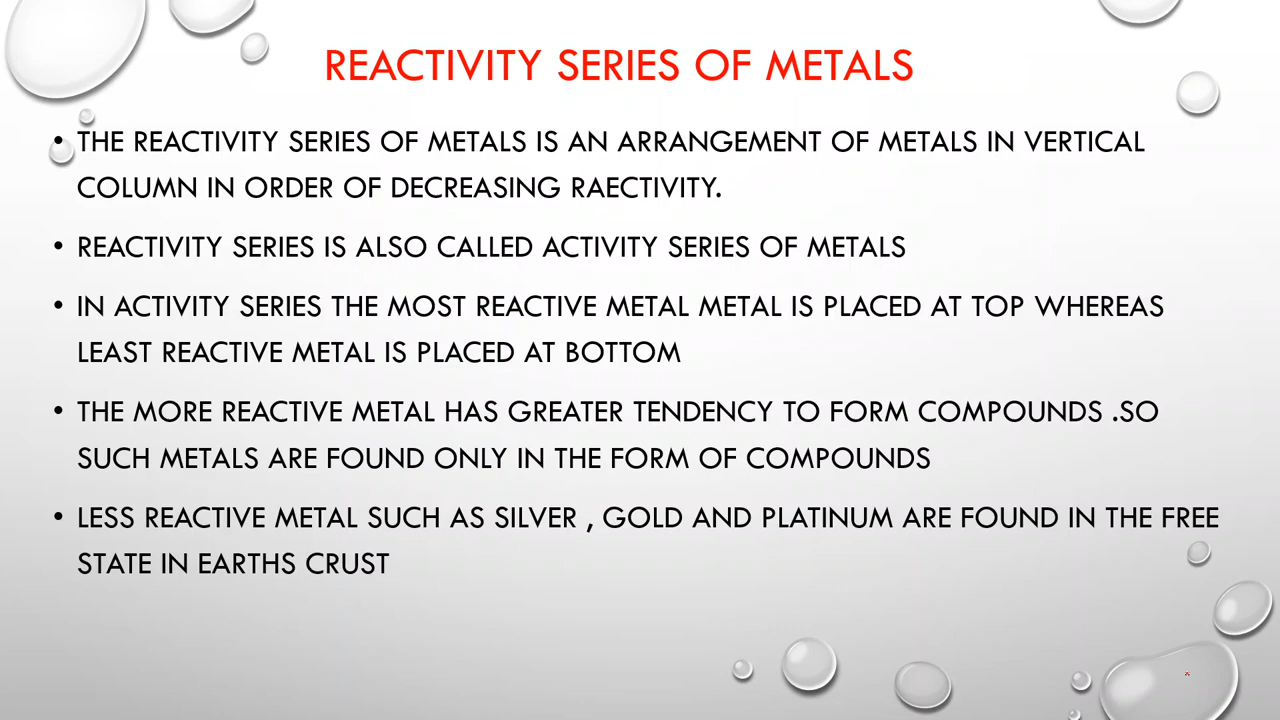 REACTIVITY SERIES OF METALS
• THE REACTIVITY SERIES OF METALS IS AN ARRANGEMENT OF METALS IN VERTICAL
COLUMN IN ORDER OF DECREASING RAECTIVITY.
• REACTIVITY SERIES IS ALSO CALLED ACTIVITY SERIES OF METALS
• IN ACTIVITY SERIES THE MOST REACTIVE METAL METAL IS PLACED AT TOP WHEREAS
LEAST REACTIVE METAL IS PLACED AT BOTTOM
• THE MORE REACTIVE METAL HAS GREATER TENDENCY TO FORM COMPOUNDS .SO
SUCH METALS ARE FOUND ONLY IN THE FORM OF COMPOUNDS
• LESS REACTIVE METAL SUCH AS SILVER , GOLD AND PLATINUM ARE FOUND IN THE FREE
STATE IN EARTHS CRUST